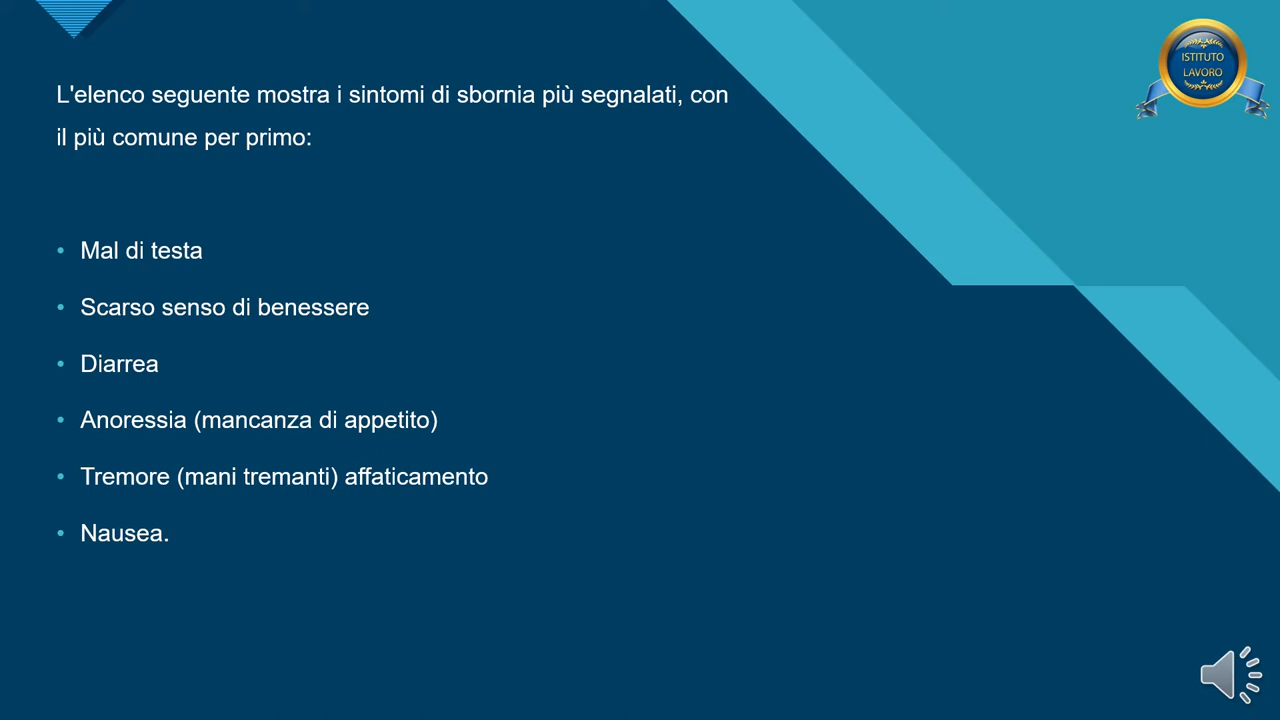 L'elenco seguente mostra i sintomi di sbornia più segnalati, con
il più comune per primo:
• Mal di testa
• Scarso senso di benessere
• Diarrea
• Anoressia (mancanza di appetito)
• Tremore (mani tremanti) affaticamento
• Nausea.
ISTITUTO
LAVORO